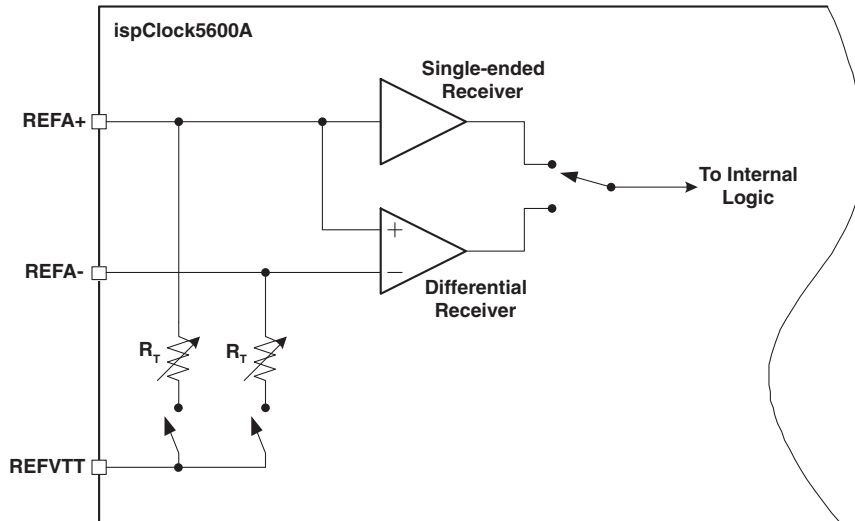 ispClock5600A
Single-ended
Receiver
REFA+
To Internal
Logic
+
REFA-
−
Differential
Receiver
RT
RT
REFVTT